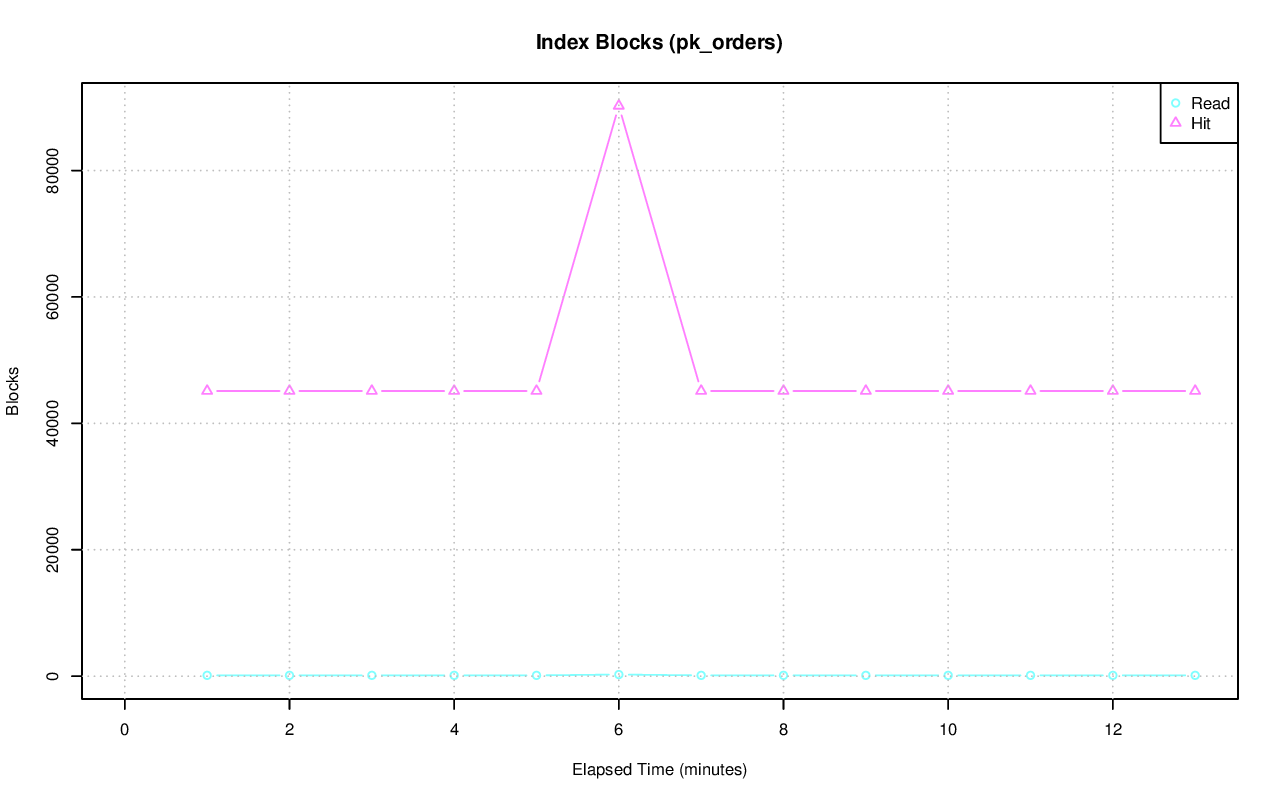 Index Blocks (pk_orders)
Read
Hit
Blocks
80000
60000
40000
20000
0
0 2 4 6 8 10 12
Elapsed Time (minutes)